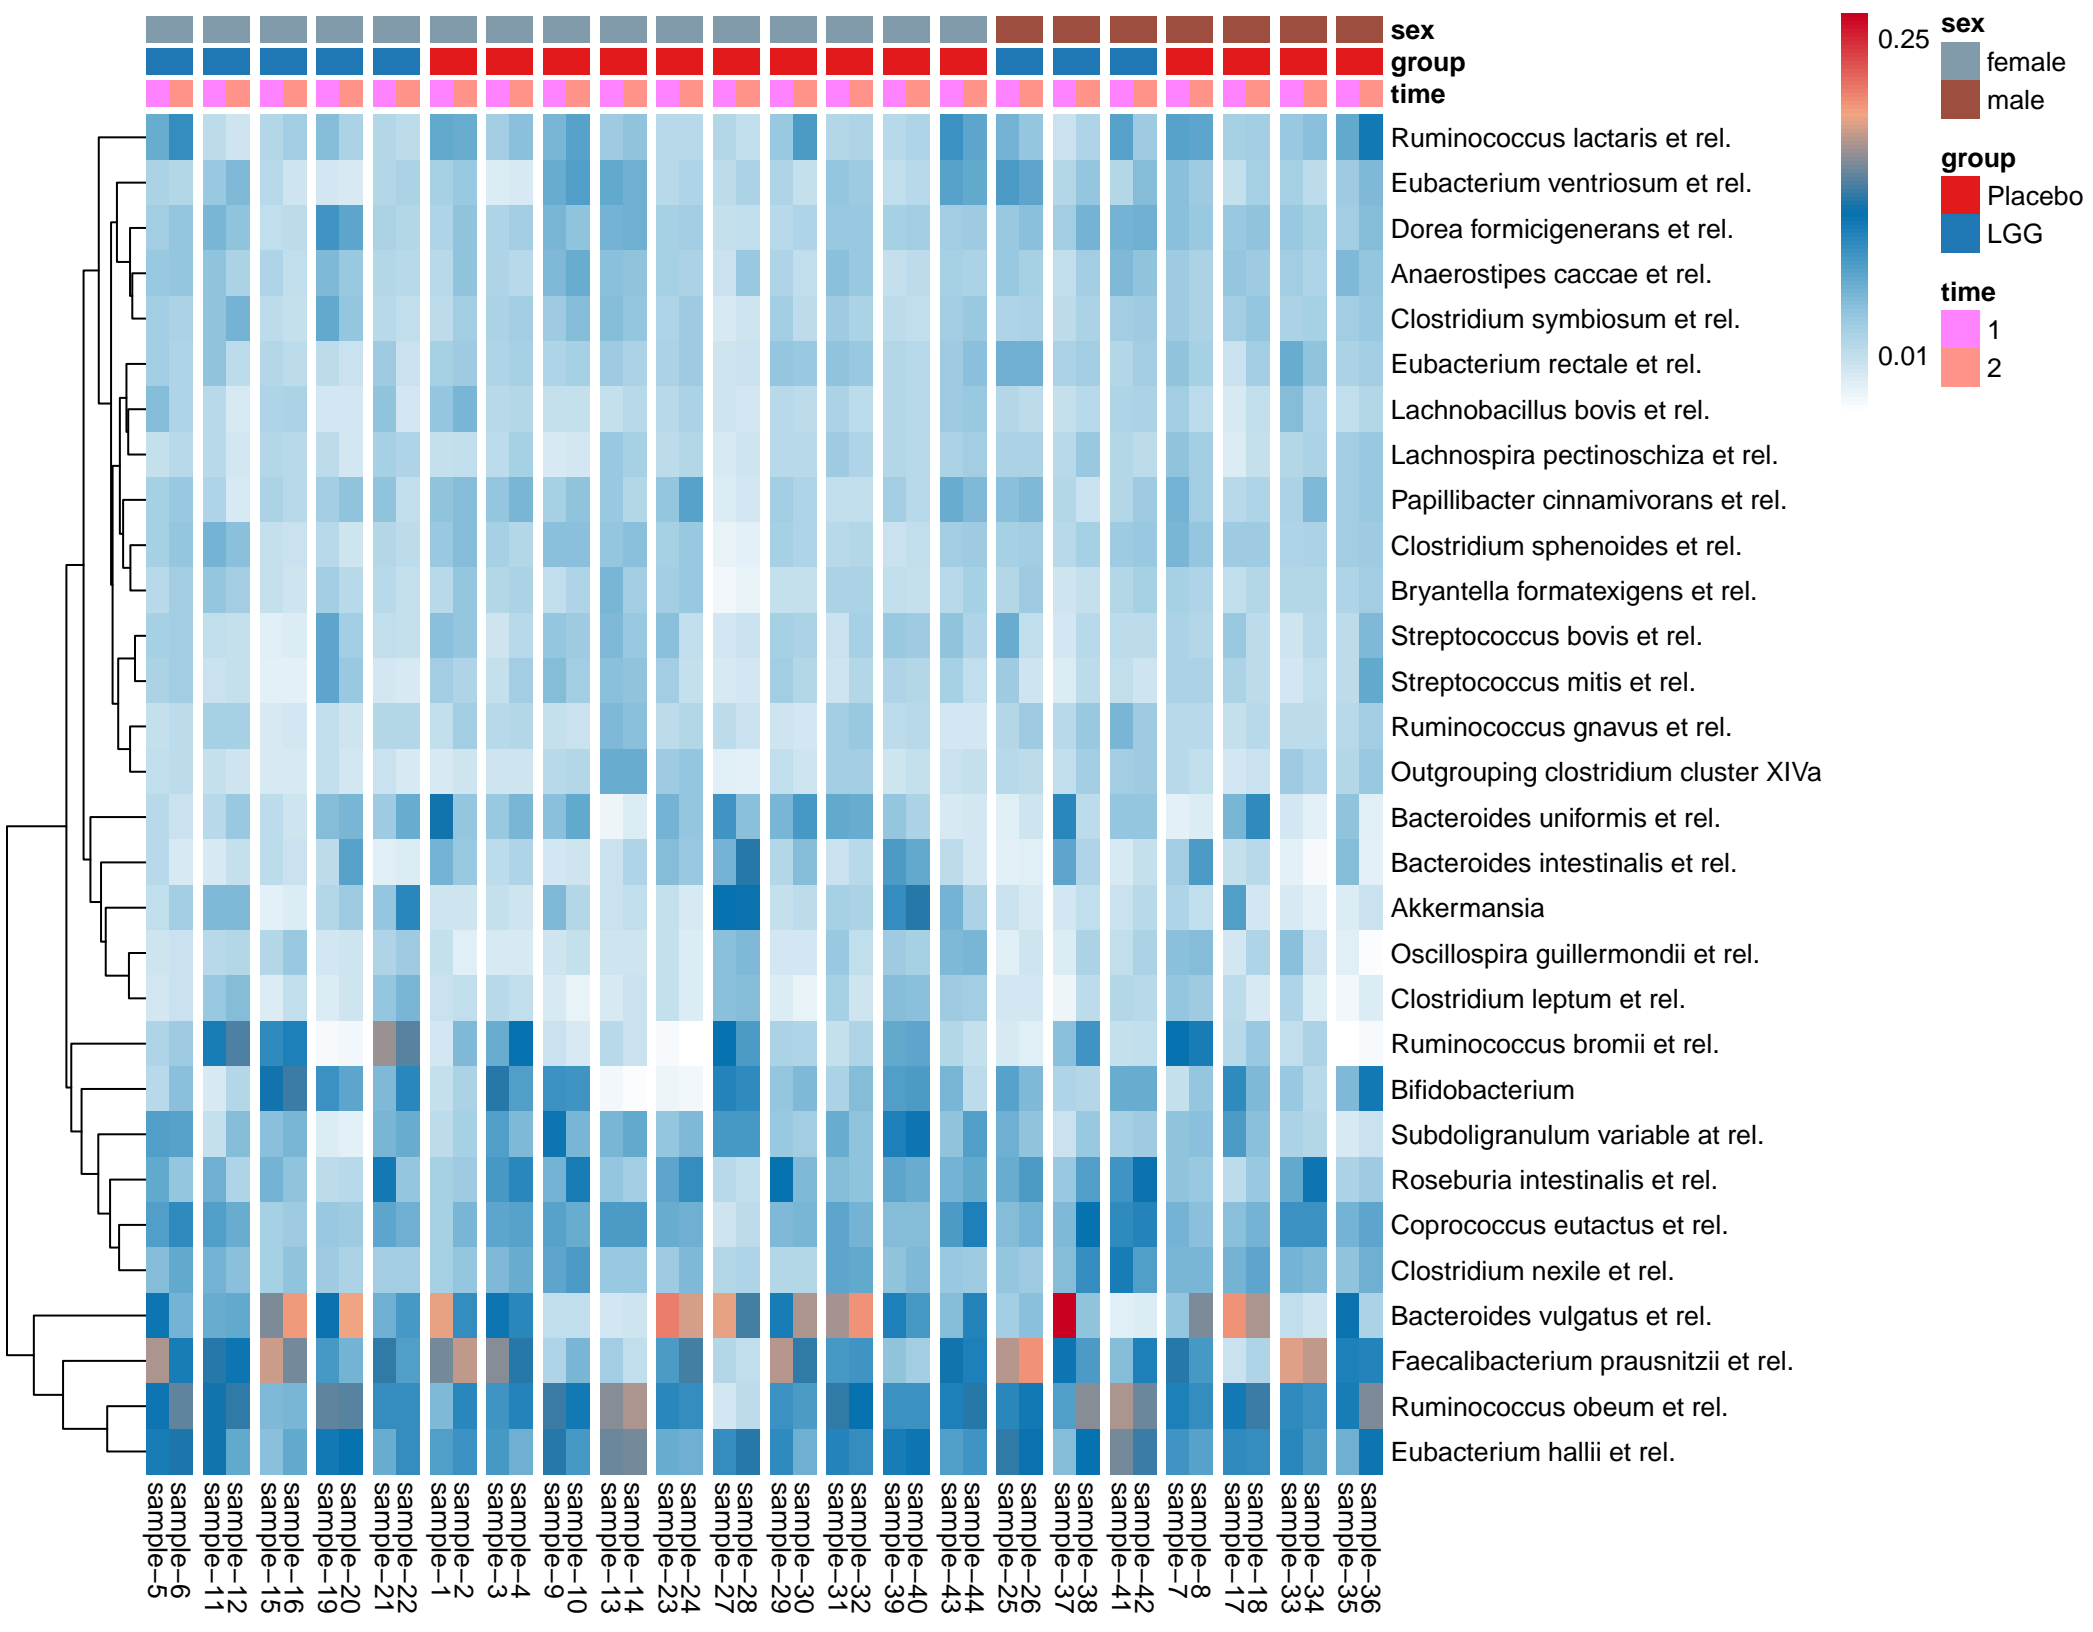 sex
group
time
Ruminococcus lactaris et rel.
Eubacterium ventriosum et rel.
Dorea formicigenerans et rel.
Anaerostipes caccae et rel.
Clostridium symbiosum et rel.
Eubacterium rectale et rel.
Lachnobacillus bovis et rel.
Lachnospira pectinoschiza et rel.
Papillibacter cinnamivorans et rel.
Clostridium sphenoides et rel.
Bryantella formatexigens et rel.
Streptococcus bovis et rel.
Streptococcus mitis et rel.
Ruminococcus gnavus et rel.
Outgrouping clostridium cluster XIVa
Bacteroides uniformis et rel.
Bacteroides intestinalis et rel.
Akkermansia
Oscillospira guillermondii et rel.
Clostridium leptum et rel.
Ruminococcus bromii et rel.
Bifidobacterium
Subdoligranulum variable at rel.
Roseburia intestinalis et rel.
Coprococcus eutactus et rel.
Clostridium nexile et rel.
Bacteroides vulgatus et rel.
Faecalibacterium prausnitzii et rel.
Ruminococcus obeum et rel.
Eubacterium hallii et rel.
sample−5
sample−6
sample−11
sample−12
sample−15
sample−16
sample−19
sample−20
sample−21
sample−22
sample−1
sample−2
sample−3
sample−4
sample−9
sample−10
sample−13
sample−14
sample−23
sample−24
sample−27
sample−28
sample−29
sample−30
sample−31
sample−32
sample−39
sample−40
sample−43
sample−44
sample−25
sample−26
sample−37
sample−38
sample−41
sample−42
sample−7
sample−8
sample−17
sample−18
sample−33
sample−34
sample−35
sample−36
0.25
0.01
sex
female
male
group
Placebo
LGG
time
1
2